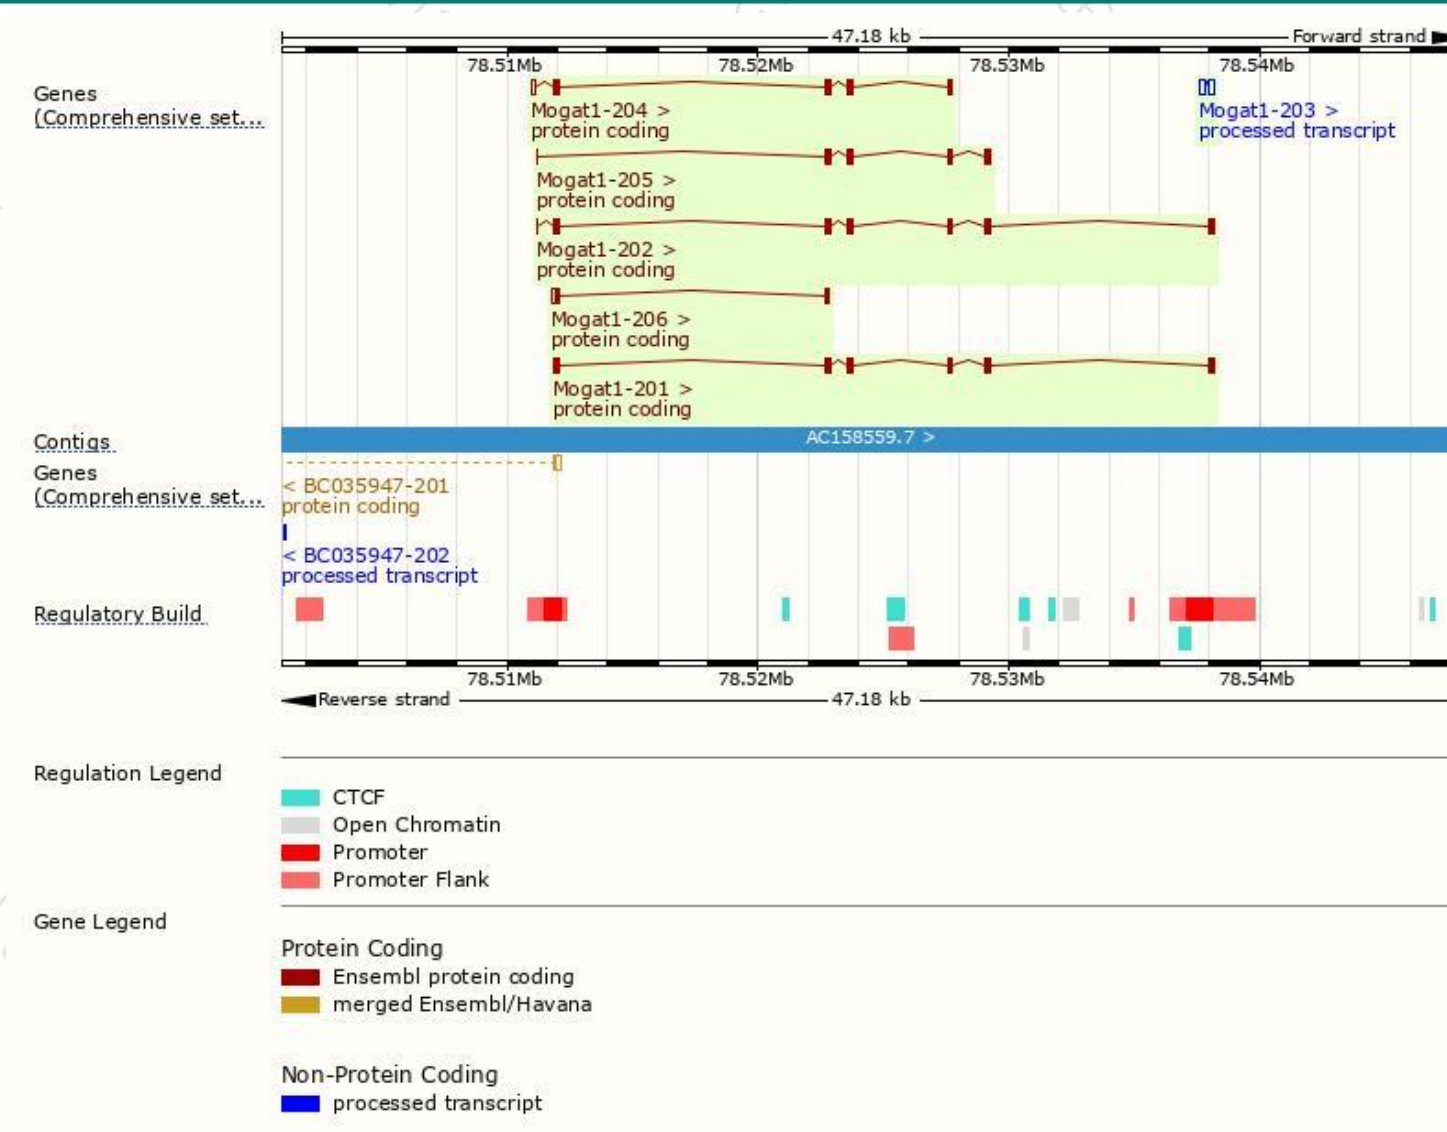 47.18 kb Forward strand
78.51Mb 78.52Mb 78.53Mb 78.54Mb
Genes
(Comprehensive set...
Mogat1-204 >
protein coding
Mogat1-203 >
processed transcript
Mogat1-205 >
protein coding
Mogat1-202 >
protein coding
Mogat1-206 >
protein coding
Mogat1-201 >
protein coding
Contigs AC158559.7 >
Genes
(Comprehensive set...
< BC035947-201
protein coding
< BC035947-202
processed transcript
Regulatory Build
78.51Mb 78.52Mb 78.53Mb 78.54Mb
Reverse strand 47.18 kb
Regulation Legend
CTCF
Open Chromatin
Promoter
Promoter Flank
Gene Legend
Protein Coding
Ensembl protein coding
merged Ensembl/Havana
Non-Protein Coding
processed transcript